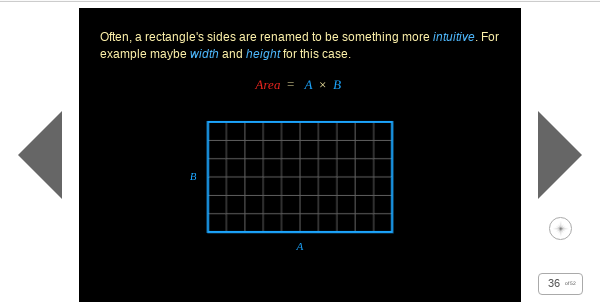 Often, a rectangle's sides are renamed to be something more intuitive. For
example maybe width and height for this case.
Area = A × B
B
A
36 of 52